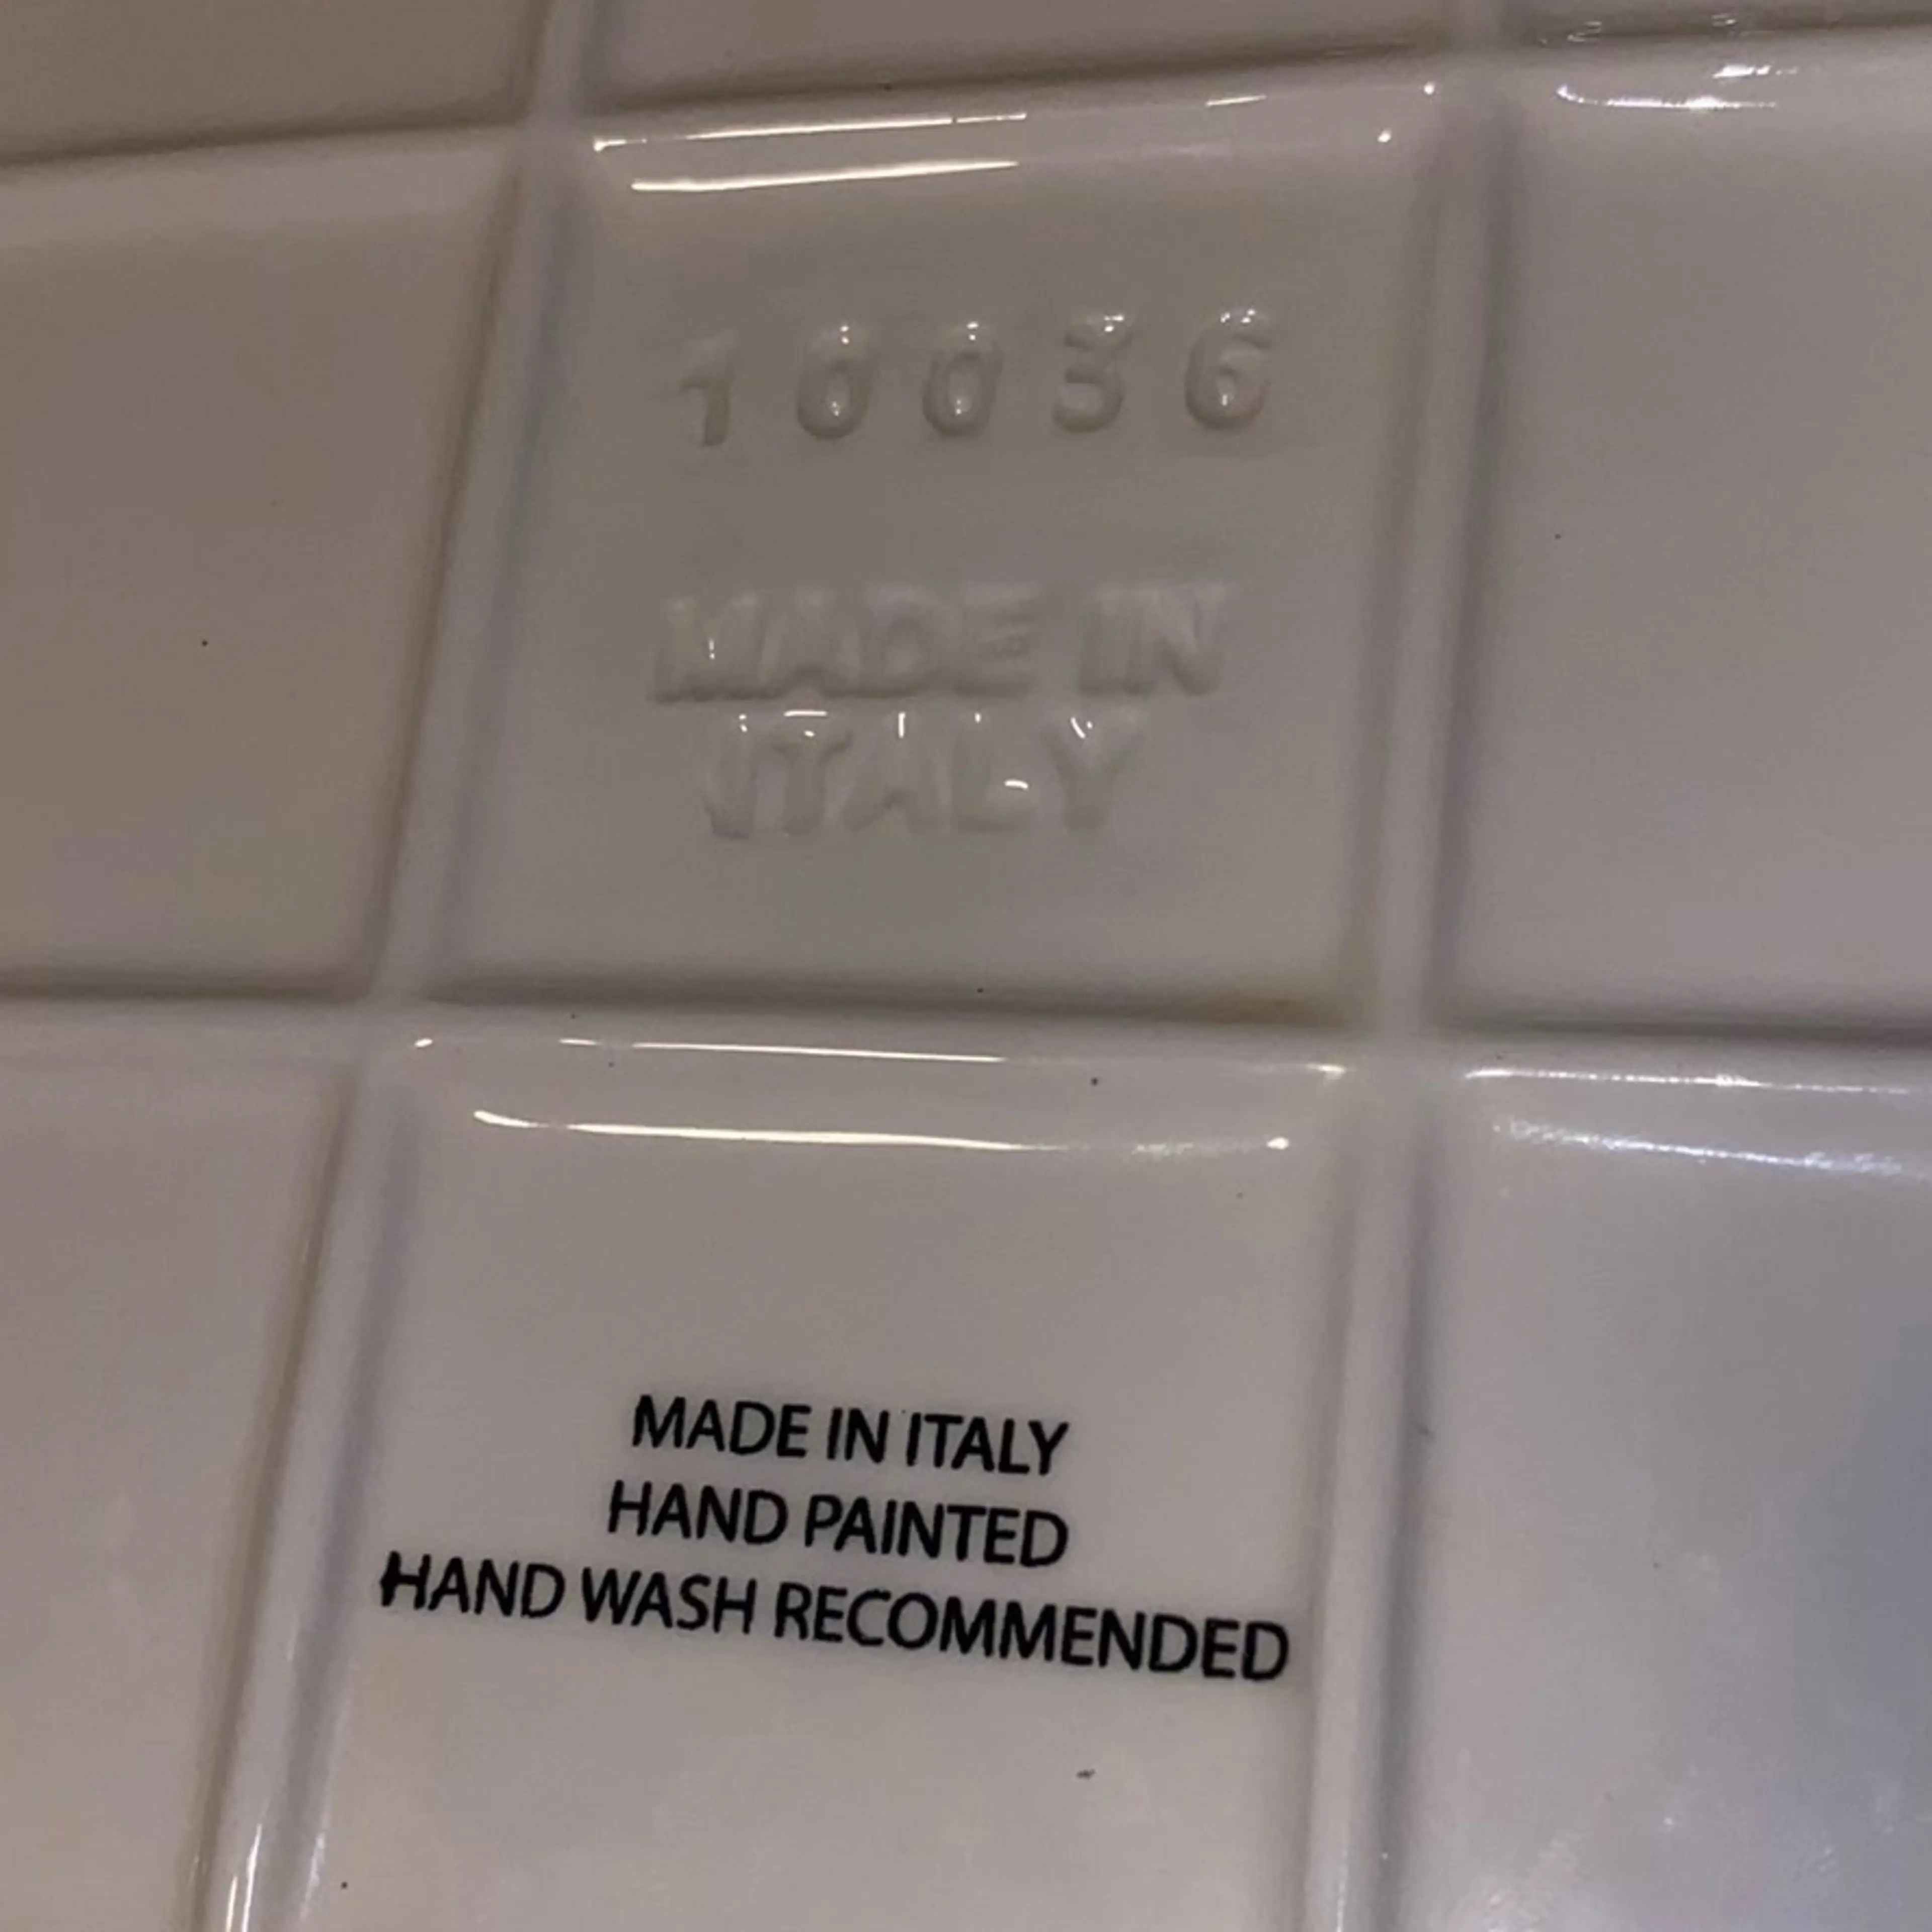 10036
MADE IN
ITALY
MADE IN ITALY
HAND PAINTED
HAND WASH RECOMMENDED